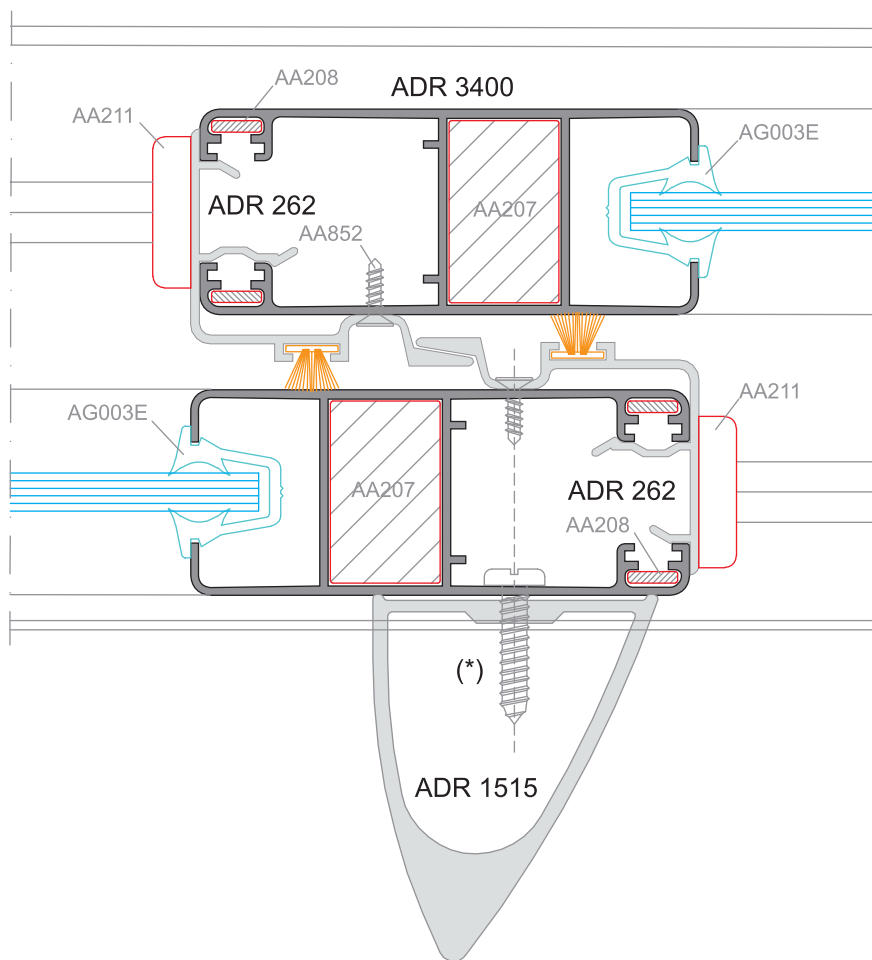 AA208
ADR 3400
AA211
AG003E
ADR 262
AA207
AA852
AG003E
AA211
AA207
ADR 262
AA208
(*)
ADR 1515